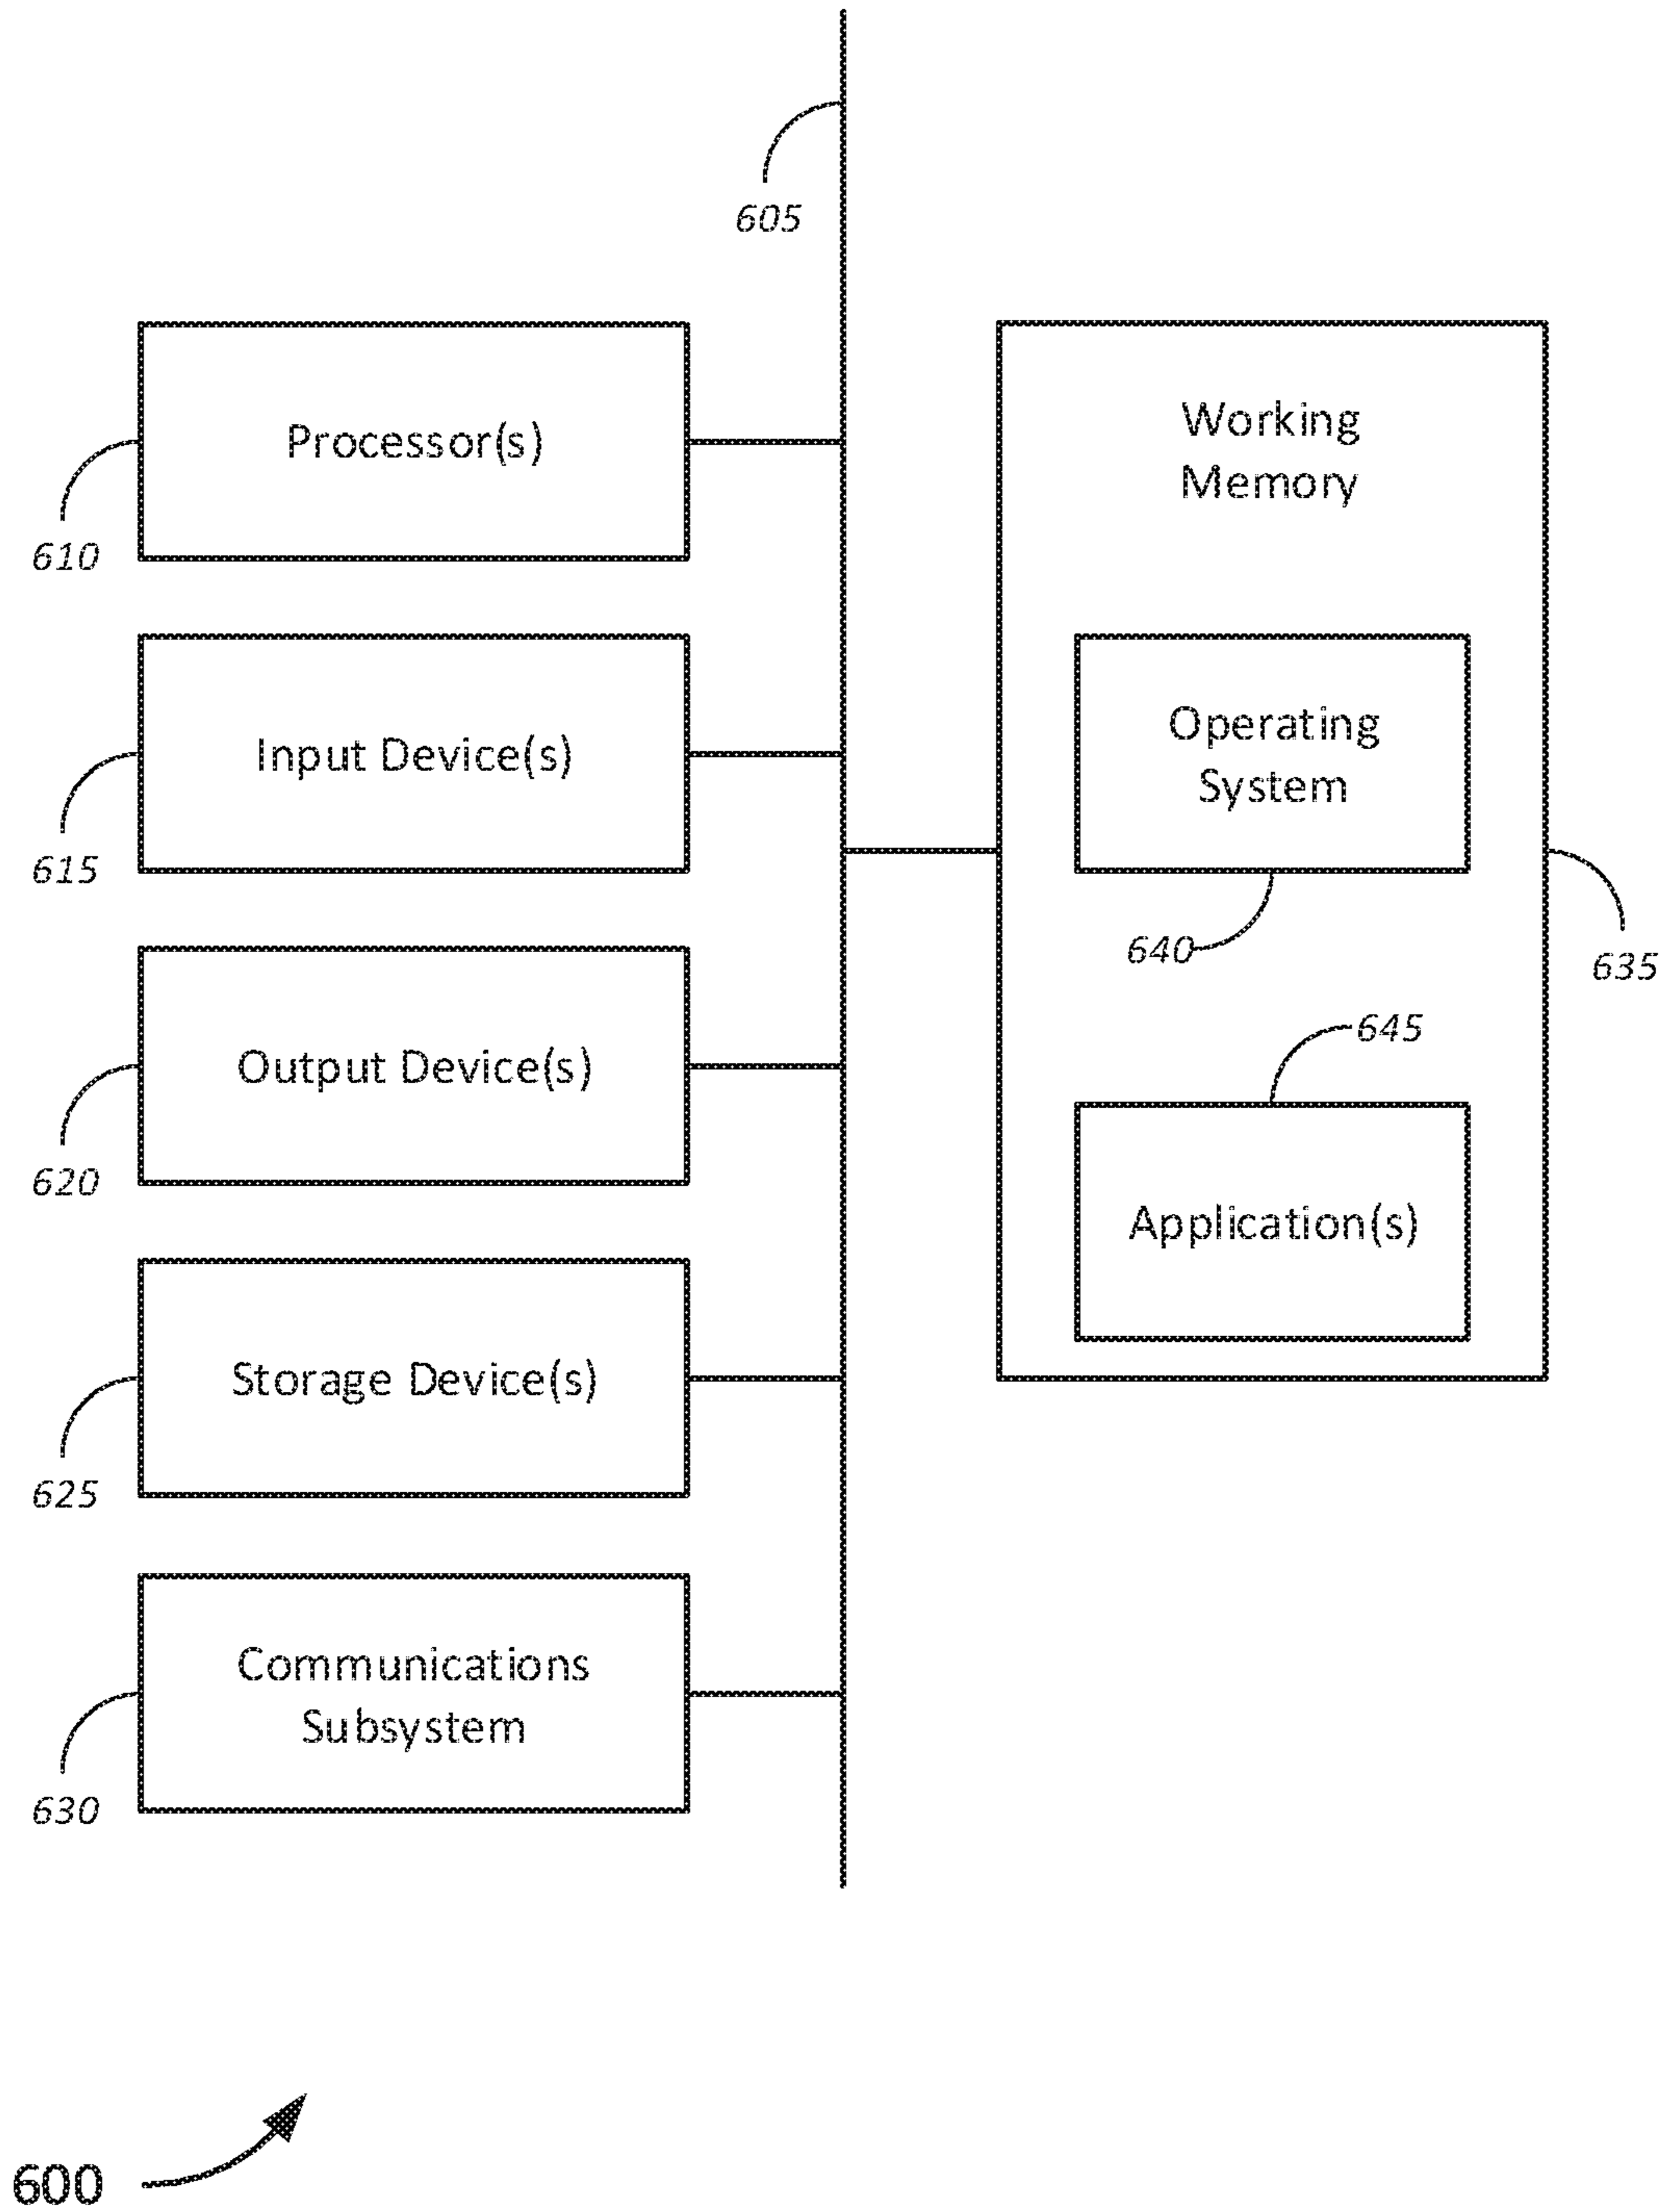 605
Processor(s)
610
Input Device(s)
615
Output Device(s)
620
Storage Device(s)
625
Communications
Subsystem
630
Working
Memory
Operating
System
640
635
645
Application(s)
600